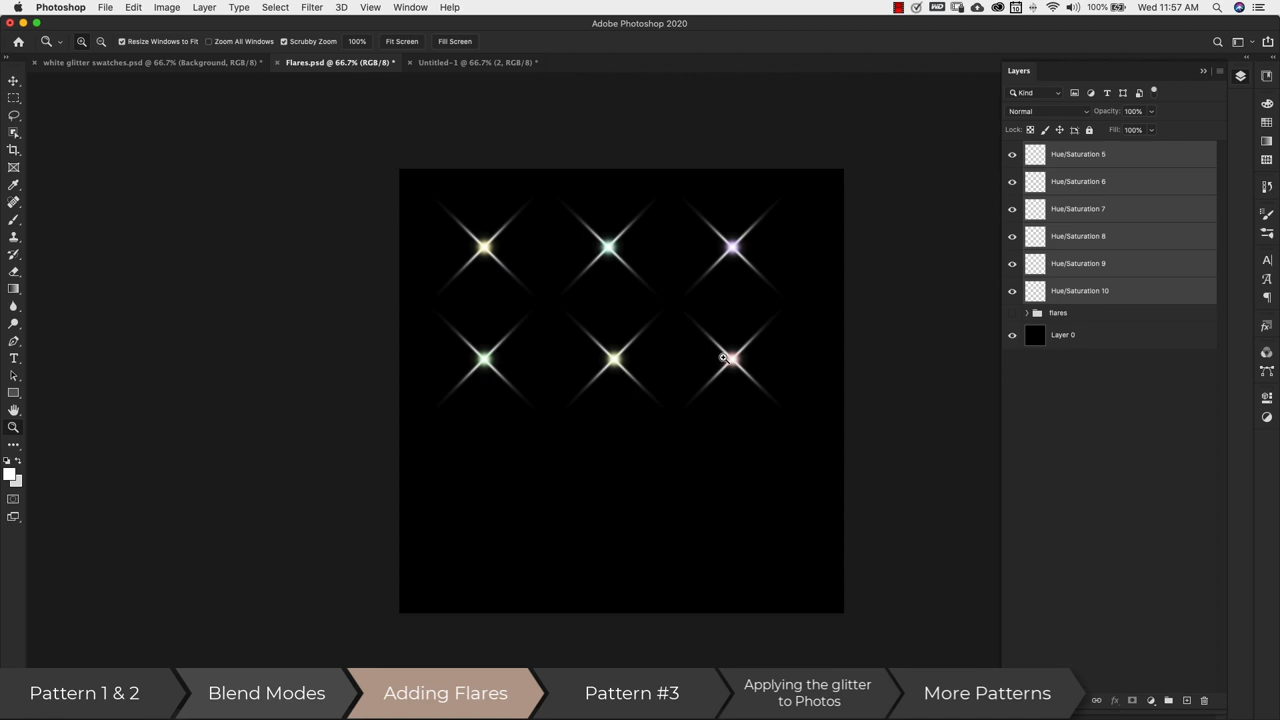 Photoshop File Edit Image Layer Type Select Filter 3D View Window Help
100% Wed 11:57 AM
Adobe Photoshop 2020
Resize Windows to Fit Zoom All Windows Scrubby Zoom 100% Fit Screen Fill Screen
white glitter swatches.psd @ 66.7% (Background, RGB/8) * Flares.psd @ 66.7% (RGB/8) * Untitled-1 @ 66.7% (2, RGB/8) *
Layers
Kind
Normal Opacity: 100%
Lock: Fill: 100%
Hue/Saturation 5
Hue/Saturation 6
Hue/Saturation 7
Hue/Saturation 8
Hue/Saturation 9
Hue/Saturation 10
flares
Layer 0
Pattern 1 & 2
Blend Modes
Adding Flares
Pattern #3
Applying the glitter
to Photos
More Patterns